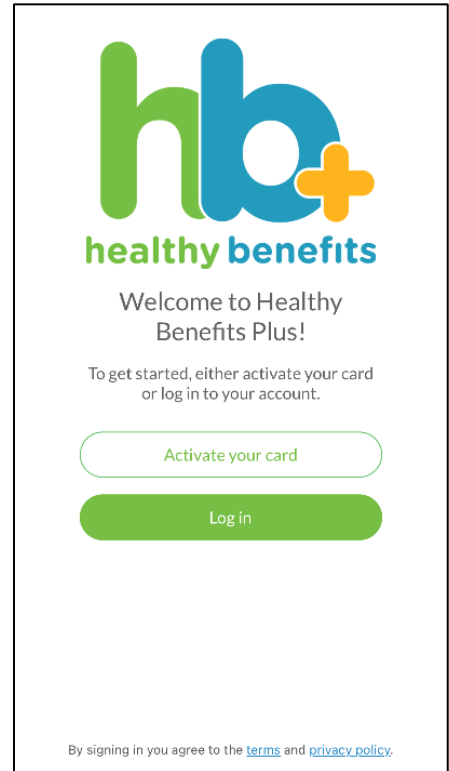 hb+
healthy benefits
Welcome to Healthy
Benefits Plus!
To get started, either activate your card
or log in to your account.
Activate your card
Log in
By signing in you agree to the terms and privacy policy.